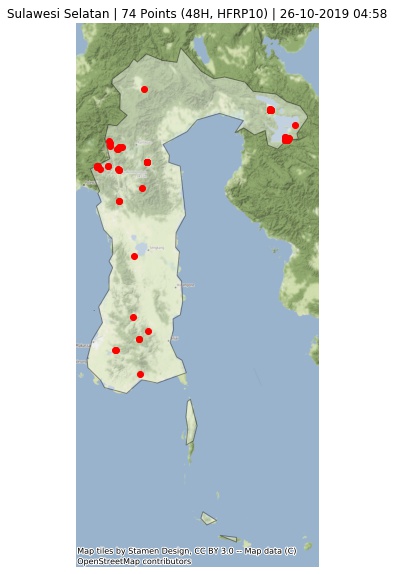 Sulawesi Selatan | 74 Points (48H, HFRP10) | 26-10-2019 04:58
Map tiles by Stamen Design, CC BY 3.0 -- Map data (C)
OpenStreetMap contributors